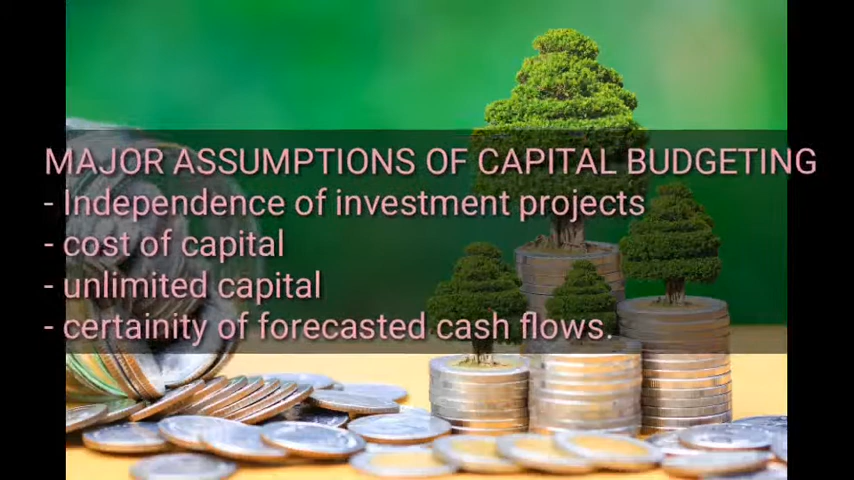 MAJOR ASSUMPTIONS OF CAPITAL BUDGETING
- Independence of investment projects
- cost of capital
- unlimited capital
- certainity of forecasted cash flows.